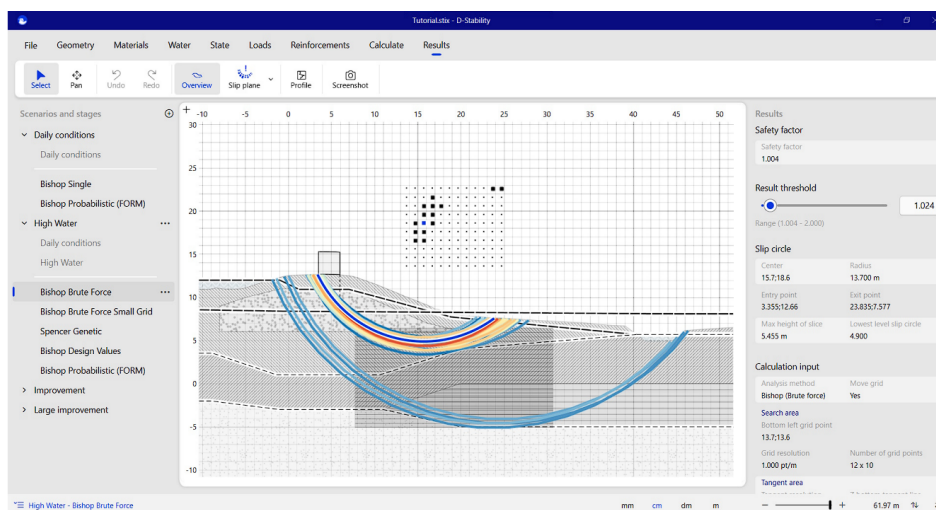 Tutorial.stix - D-Stability
File Geometry Materials Water State Loads Reinforcements Calculate Results
Select Pan Undo Redo Overview Slip plane Profile Screenshot
Scenarios and stages
Daily conditions
Daily conditions
Bishop Single
Bishop Probabilistic (FORM)
High Water
Daily conditions
High Water
Bishop Brute Force
Bishop Brute Force Small Grid
Spencer Genetic
Bishop Design Values
Bishop Probabilistic (FORM)
Improvement
Large improvement
-10 -5 0 5 10 15 20 25 30 35 40 45 50
30
25
20
15
10
5
0
-5
-10
Results
Safety factor
Safety factor
1.004
Result threshold
1.024
Range (1.004 - 2.000)
Slip circle
Center Radius
15.7;18.6 13.700 m
Entry point Exit point
3.355;12.66 23.835;7.577
Max height of slice Lowest level slip circle
5.455 m 4.900
Calculation input
Analysis method Move grid
Bishop (Brute force) Yes
Search area
Bottom left grid point
13.7;13.6
Grid resolution Number of grid points
1.000 pt/m 12 x 10
Tangent area
High Water - Bishop Brute Force
mm cm dm m
- + 61.97 m